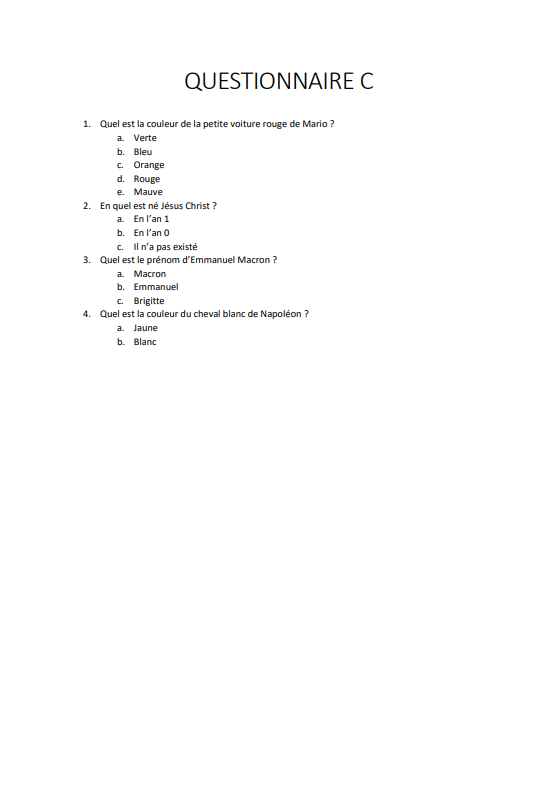 QUESTIONNAIRE C
1. Quel est la couleur de la petite voiture rouge de Mario ?
a. Verte
b. Bleu
c. Orange
d. Rouge
e. Mauve
2. En quel est né Jésus Christ ?
a. En l’an 1
b. En l’an 0
c. Il n’a pas existé
3. Quel est le prénom d’Emmanuel Macron ?
a. Macron
b. Emmanuel
c. Brigitte
4. Quel est la couleur du cheval blanc de Napoléon ?
a. Jaune
b. Blanc